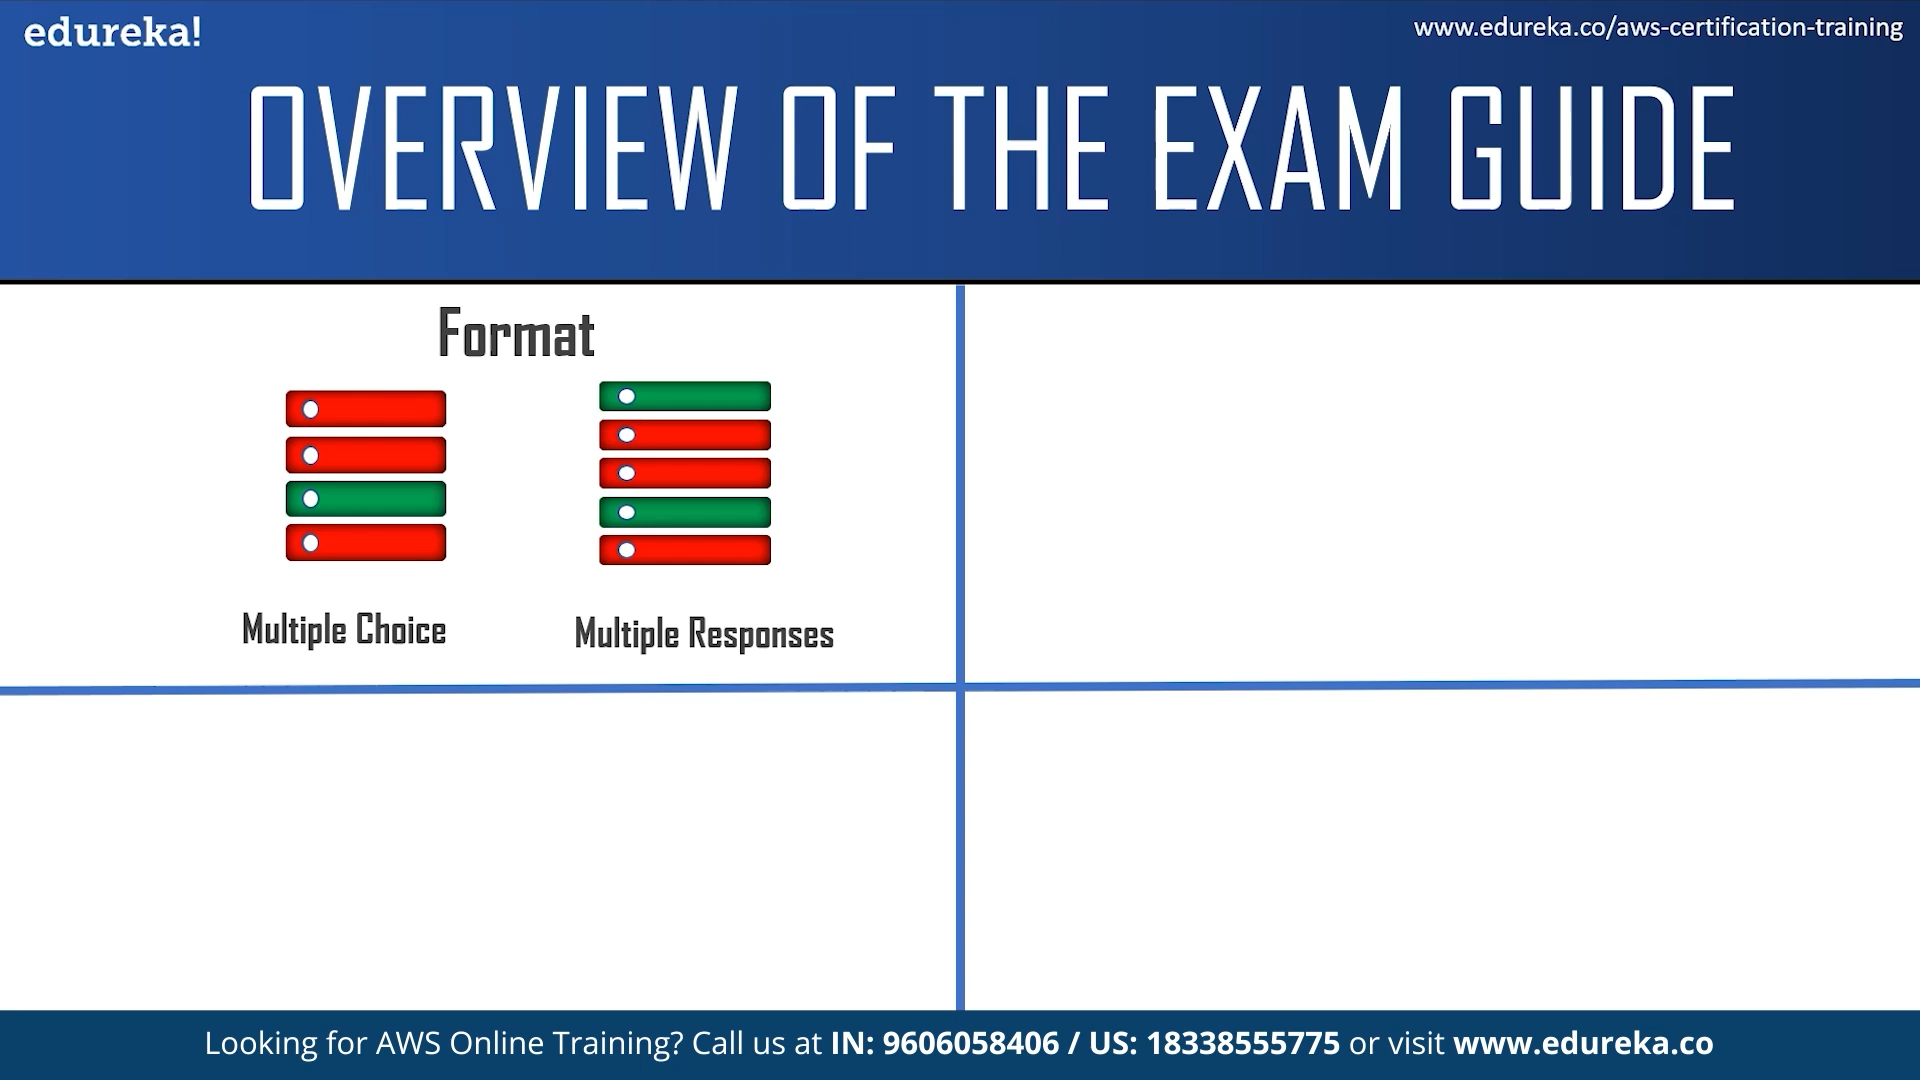 edureka!
www.edureka.co/aws-certification-training
OVERVIEW OF THE EXAM GUIDE
Format
Multiple Choice
Multiple Responses
Looking for AWS Online Training? Call us at IN: 9606058406 / US: 18338555775 or visit www.edureka.co